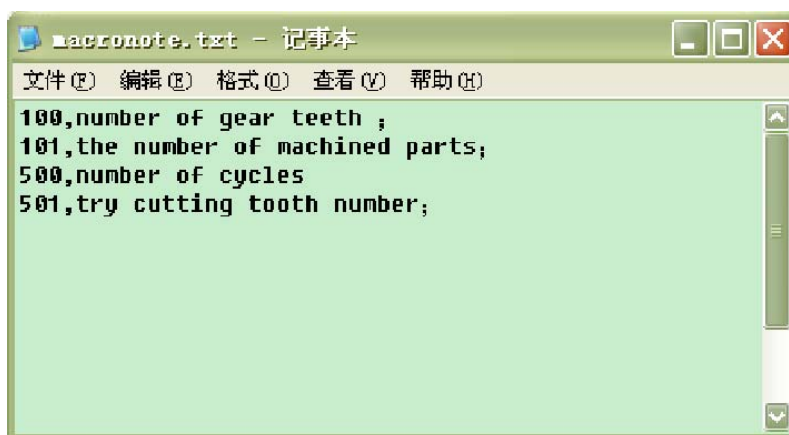 macronote.txt - 记事本
文件(F) 编辑(E) 格式(O) 查看(V) 帮助(H)
100,number of gear teeth ;
101,the number of machined parts;
500,number of cycles
501,try cutting tooth number;